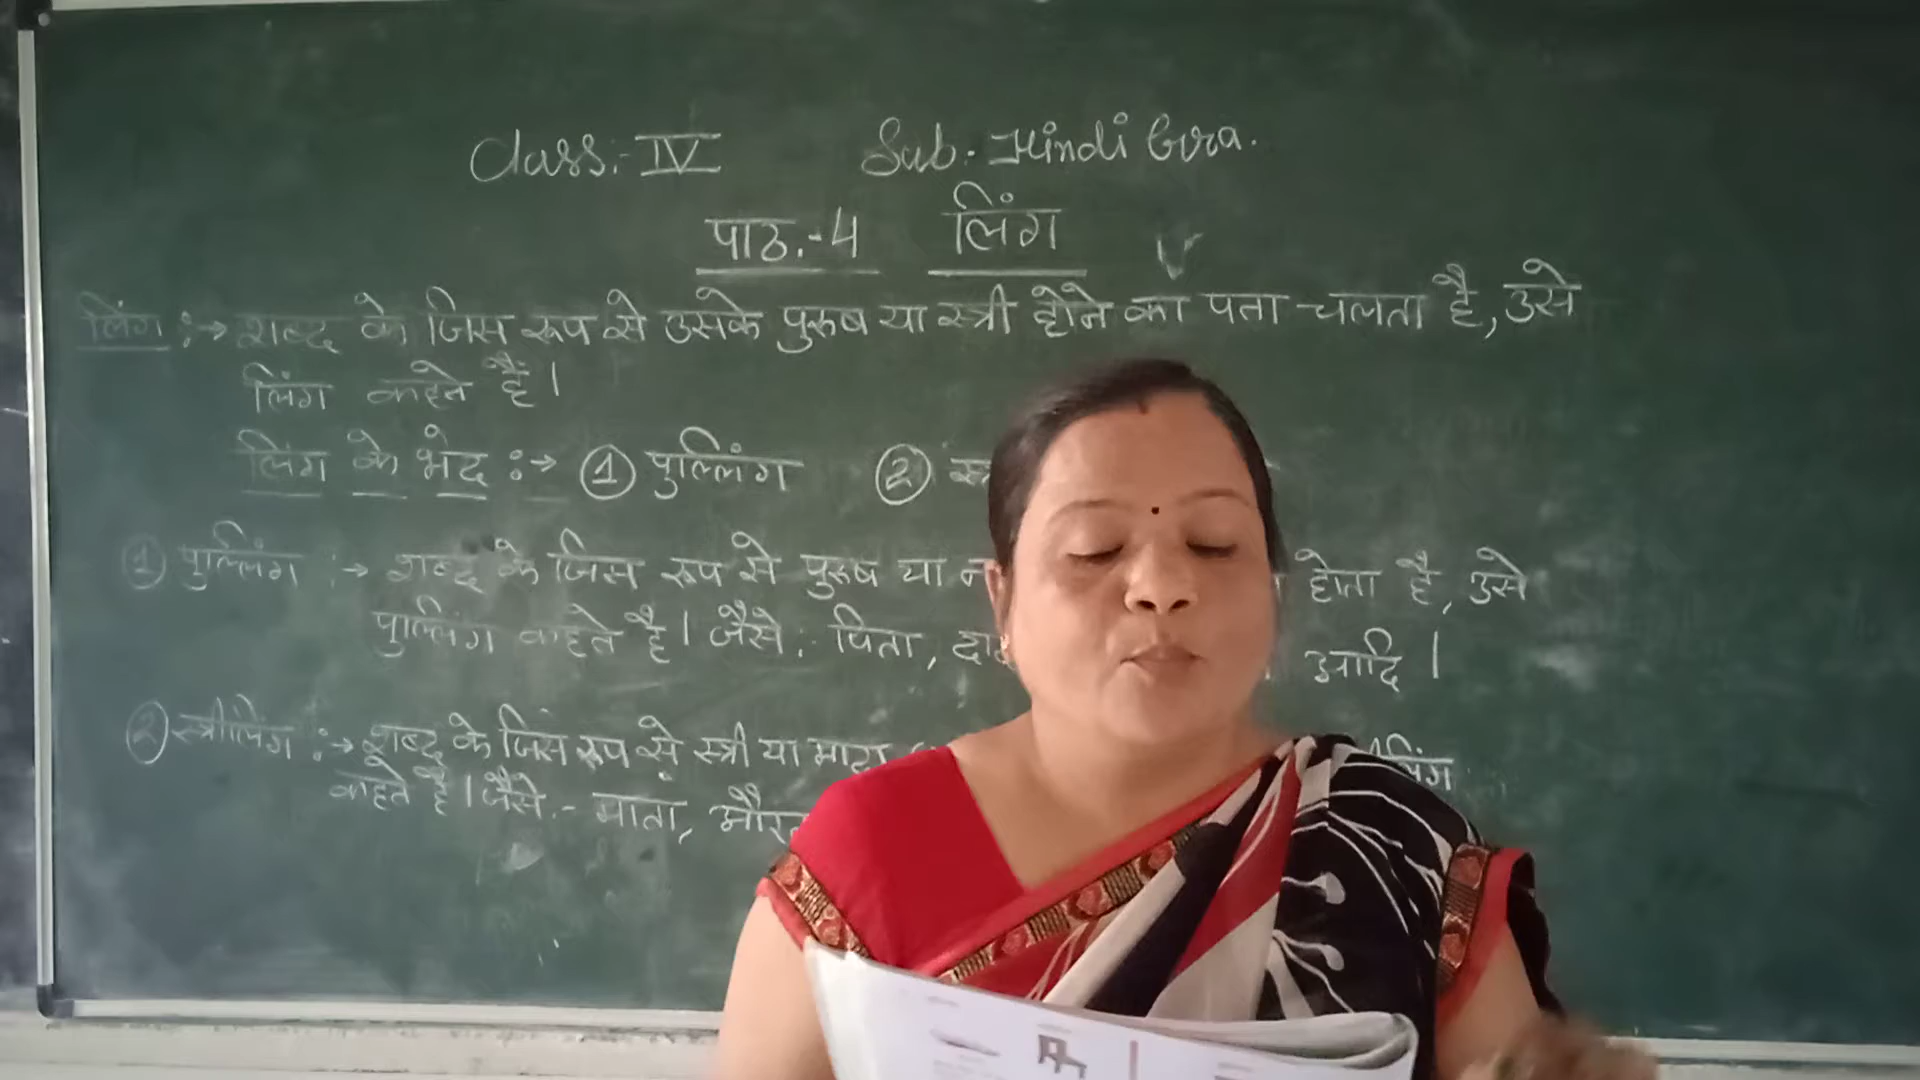 Class:- IV Sub. Hindi Gra.
पाठ.-4 लिंग
लिंग :→ शब्द के जिस रूप से उसके पुरूष या स्त्री होने का पता चलता है, उसे
लिंग कहते हैं।
लिंग के भेद :→ ① पुल्लिंग ②
① पुल्लिंग :→ शब्द के जिस रूप से पुरूष या होता है, उसे
पुल्लिंग कहते है। जैसे: पिता, आदि।
② स्त्रीलिंग :→ शब्द के जिस रूप से स्त्री या मादा
कहते है। जैसे:- माता,